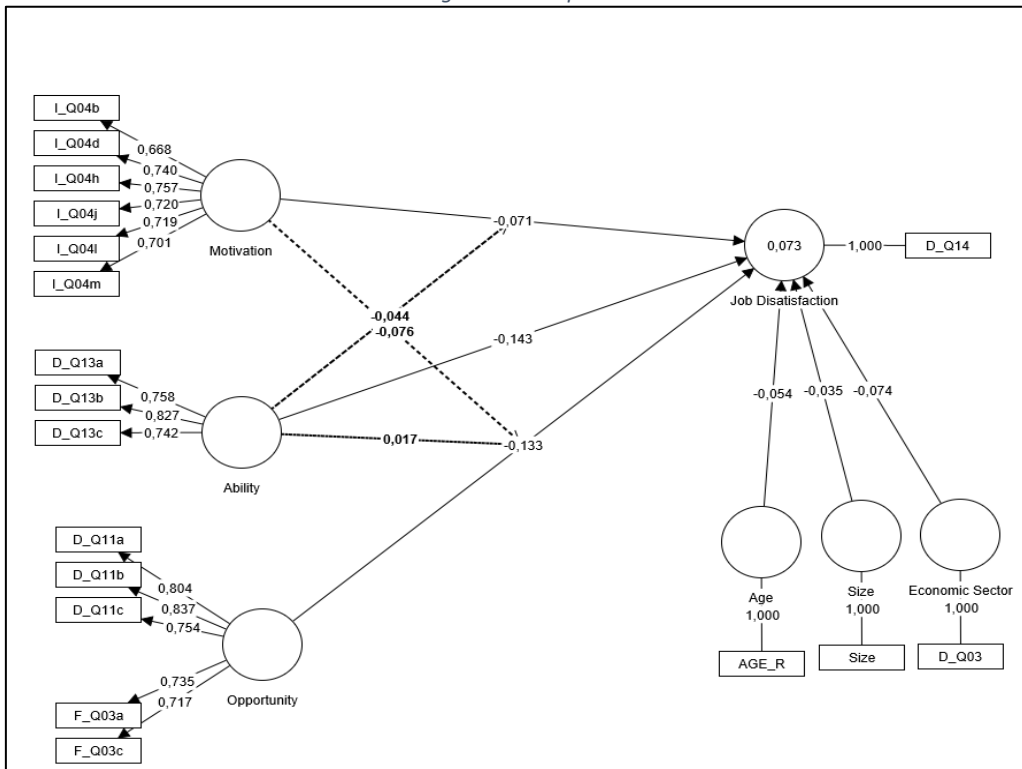 I_Q04b
I_Q04d
I_Q04h
I_Q04j
I_Q04l
I_Q04m
0,668
0,740
0,757
0,720
0,719
0,701
Motivation
-0,071
0,073
1,000
D_Q14
Job Disatisfaction
-0,044
-0,076
D_Q13a
D_Q13b
D_Q13c
0,758
0,827
0,742
Ability
-0,143
0,017
-0,133
-0,054
-0,035
-0,074
D_Q11a
D_Q11b
D_Q11c
0,804
0,837
0,754
0,735
0,717
F_Q03a
F_Q03c
Opportunity
Age
1,000
AGE_R
Size
1,000
Size
Economic Sector
1,000
D_Q03